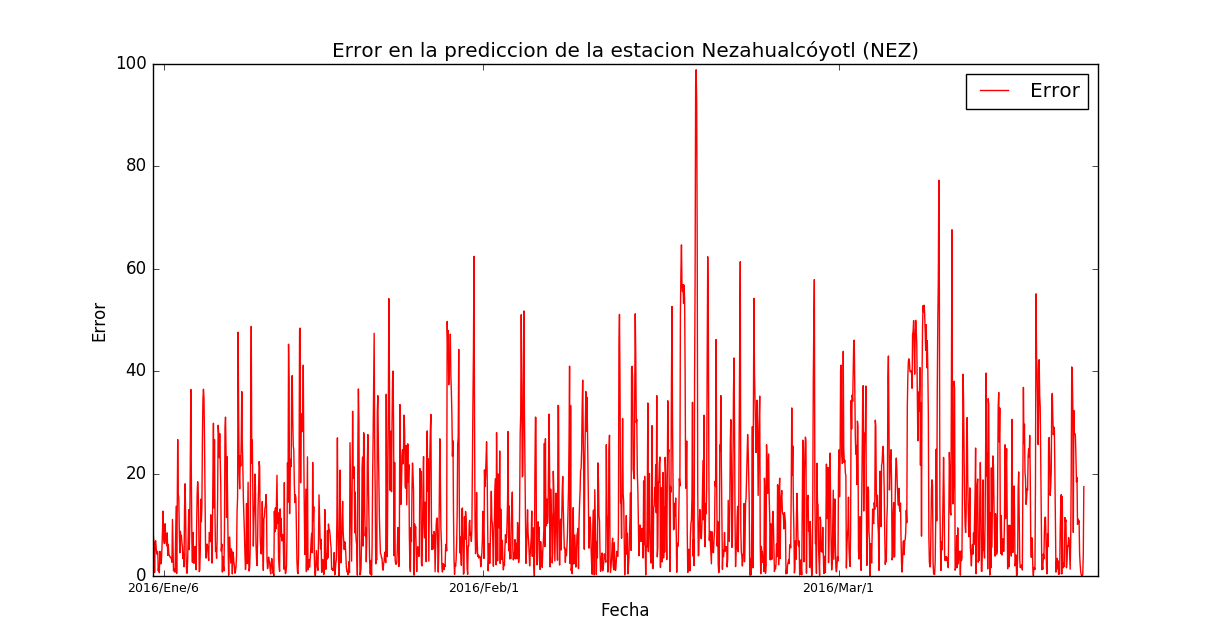 Error en la prediccion de la estacion Nezahualcóyotl (NEZ)
100
80
60
40
20
0
Error
Error
2016/Ene/6
2016/Feb/1
2016/Mar/1
Fecha